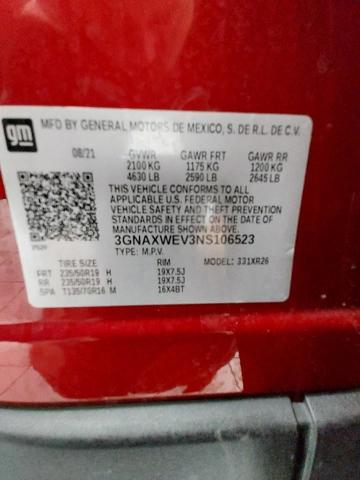 gm
MFD BY GENERAL MOTORS DE MEXICO, S. DE R.L. DE C.V.
08/21 GVWR GAWR FRT GAWR RR
2100 KG 1175 KG 1200 KG
4630 LB 2590 LB 2645 LB
THIS VEHICLE CONFORMS TO ALL
APPLICABLE U.S. FEDERAL MOTOR
VEHICLE SAFETY AND THEFT PREVENTION
STANDARDS IN EFFECT ON THE DATE OF
MANUFACTURE SHOWN ABOVE.
3GNAXWEV3NS106523
TYPE: M.P.V. MODEL: 331XR26
TIRE SIZE RIM
FRT 235/50R19 H 19X7.5J
RR 235/50R19 H 19X7.5J
SPA T135/70R16 M 16X4BT